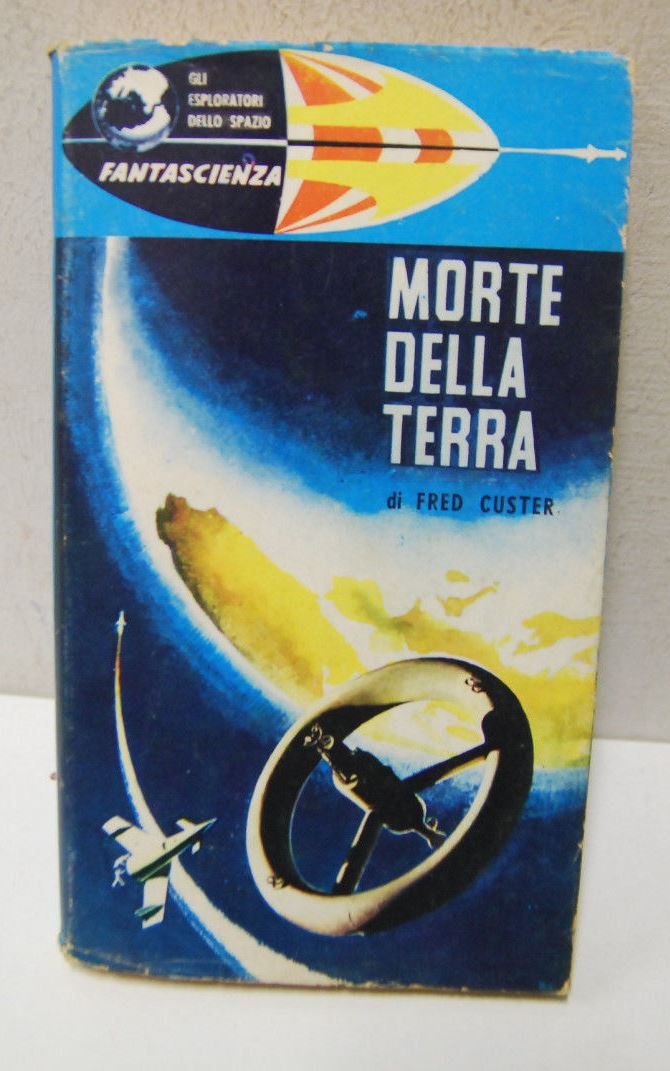 GLI
ESPLORATORI
DELLO SPAZIO
FANTASCIENZA
MORTE
DELLA
TERRA
di FRED CUSTER